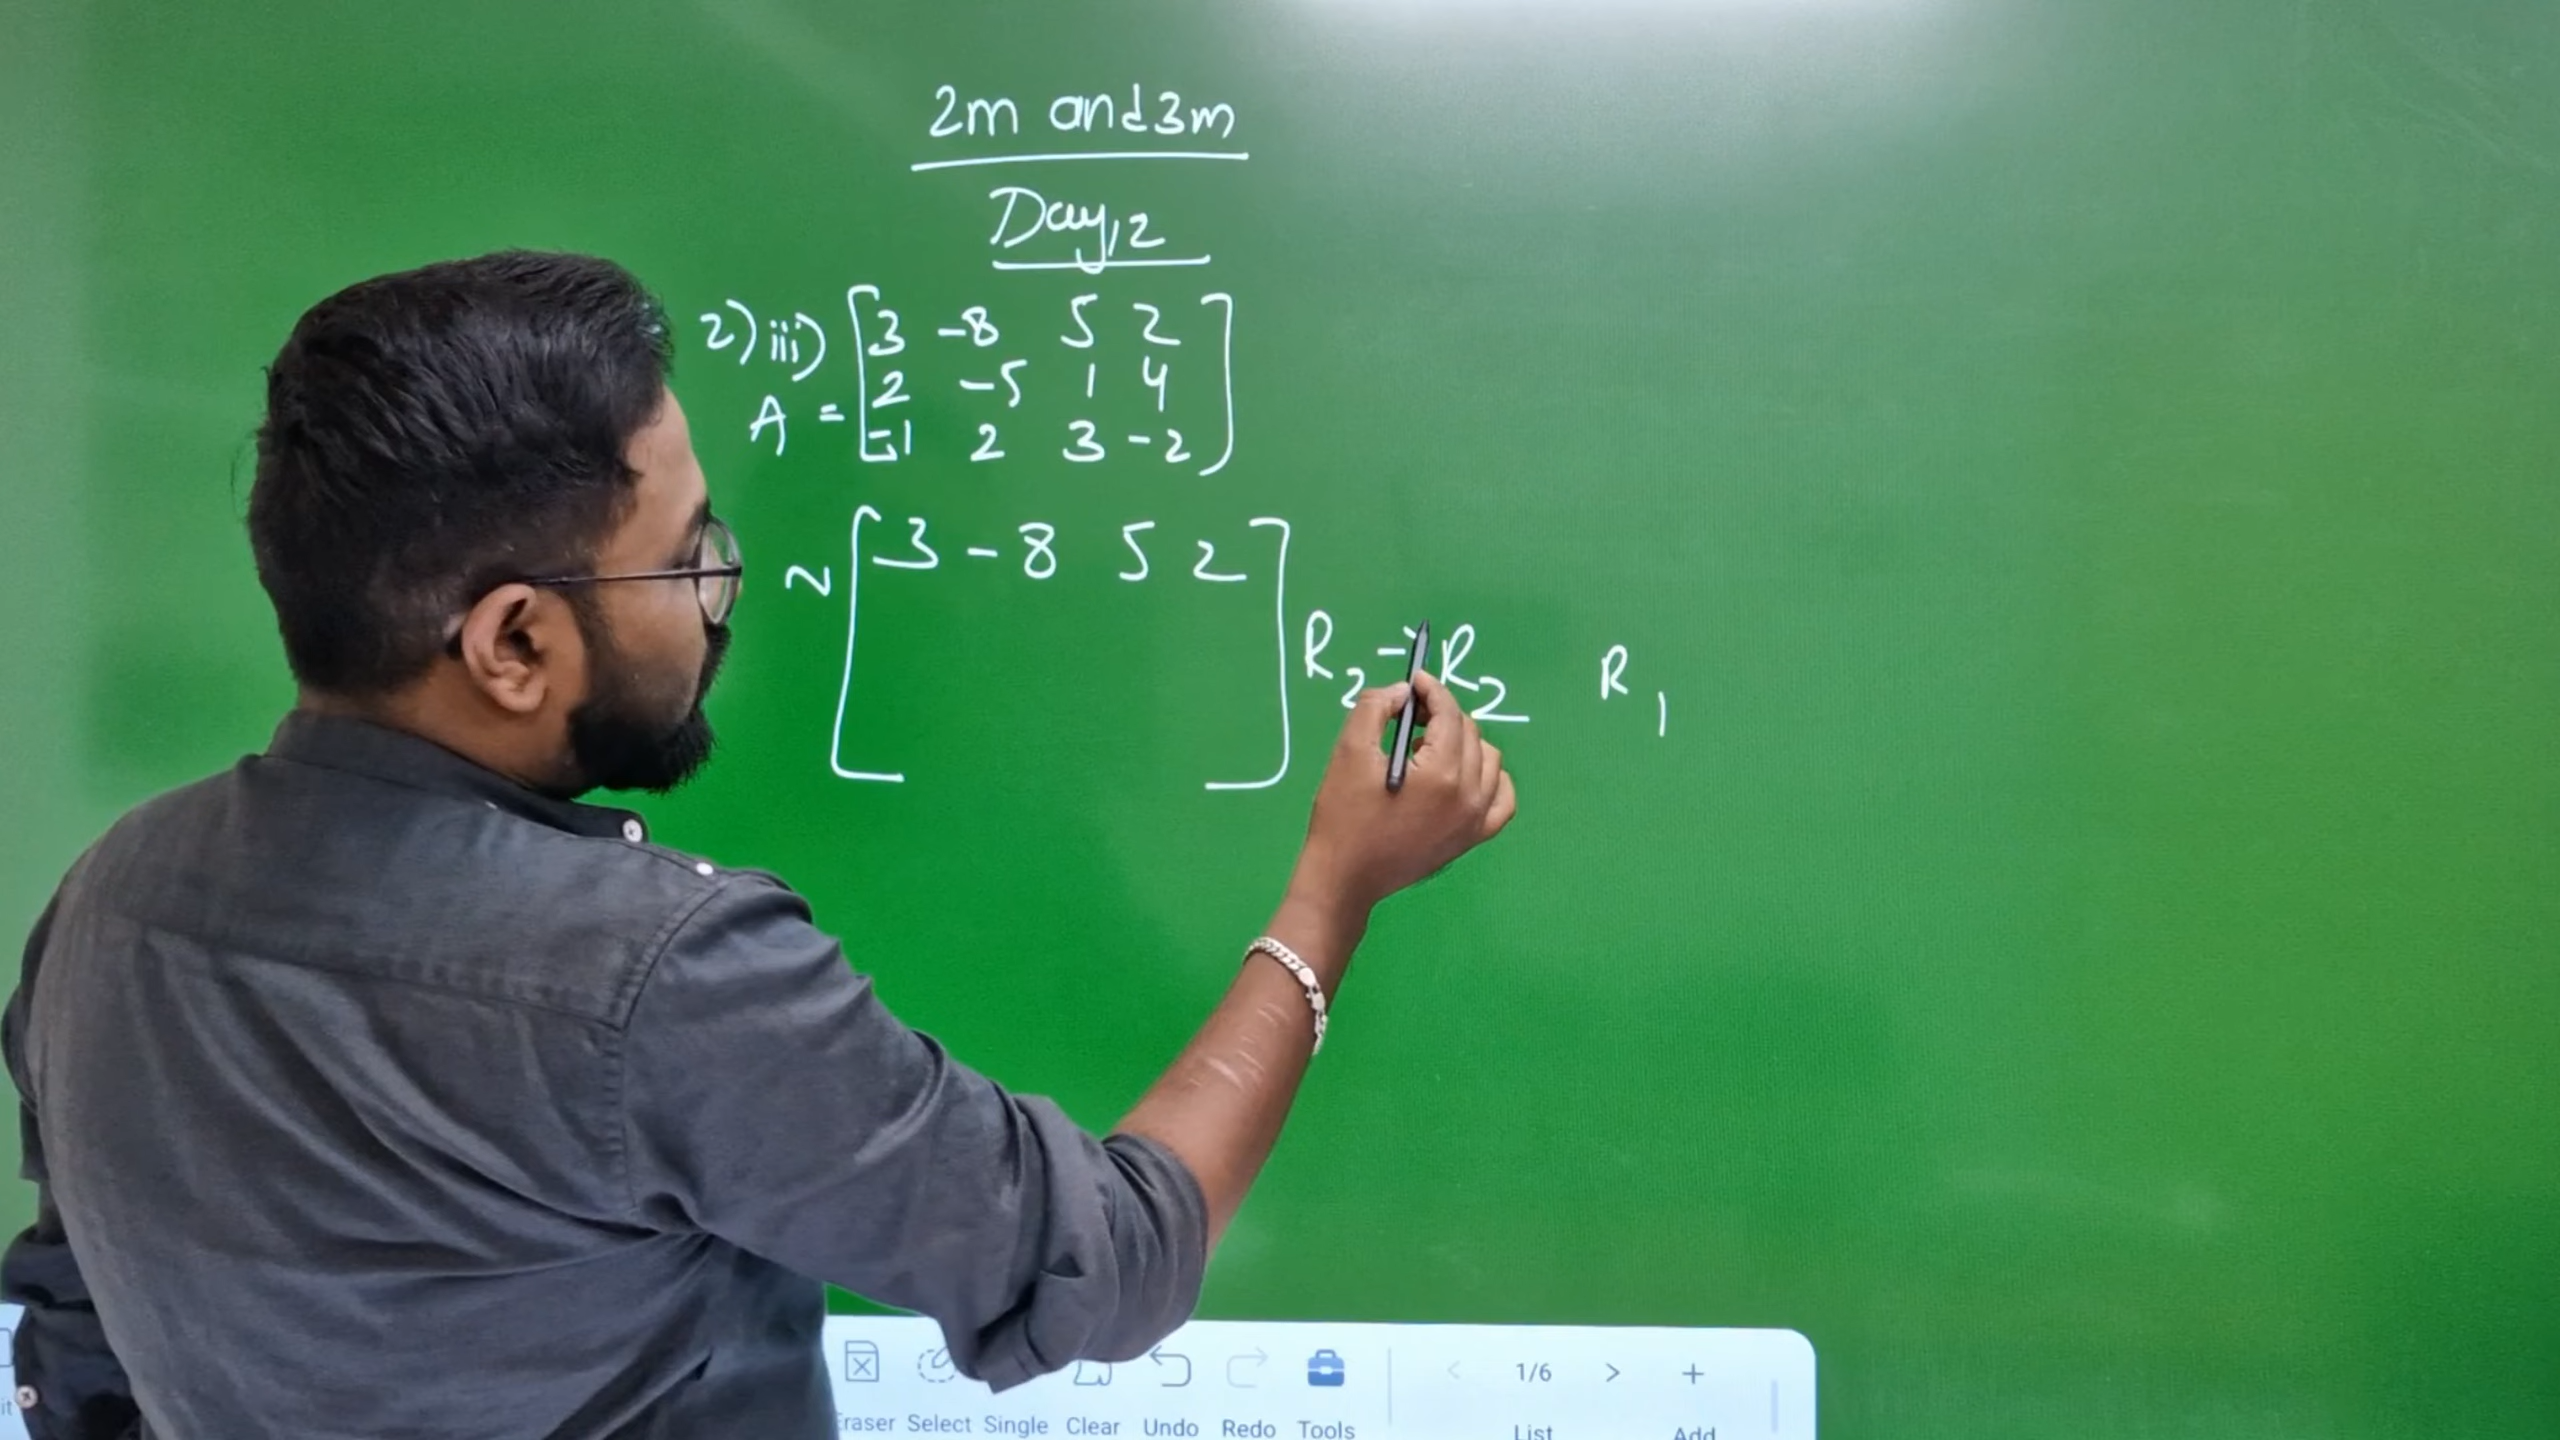 2m and 3m
Day, 2
2) iii) [3 -8 5 2]
A = [2 -5 1 4]
[-1 2 3 -2]
~ [3 -8 5 2]
R2 → R2 R1
Eraser Select Single Clear Undo Redo Tools
< 1/6 > +
List Add